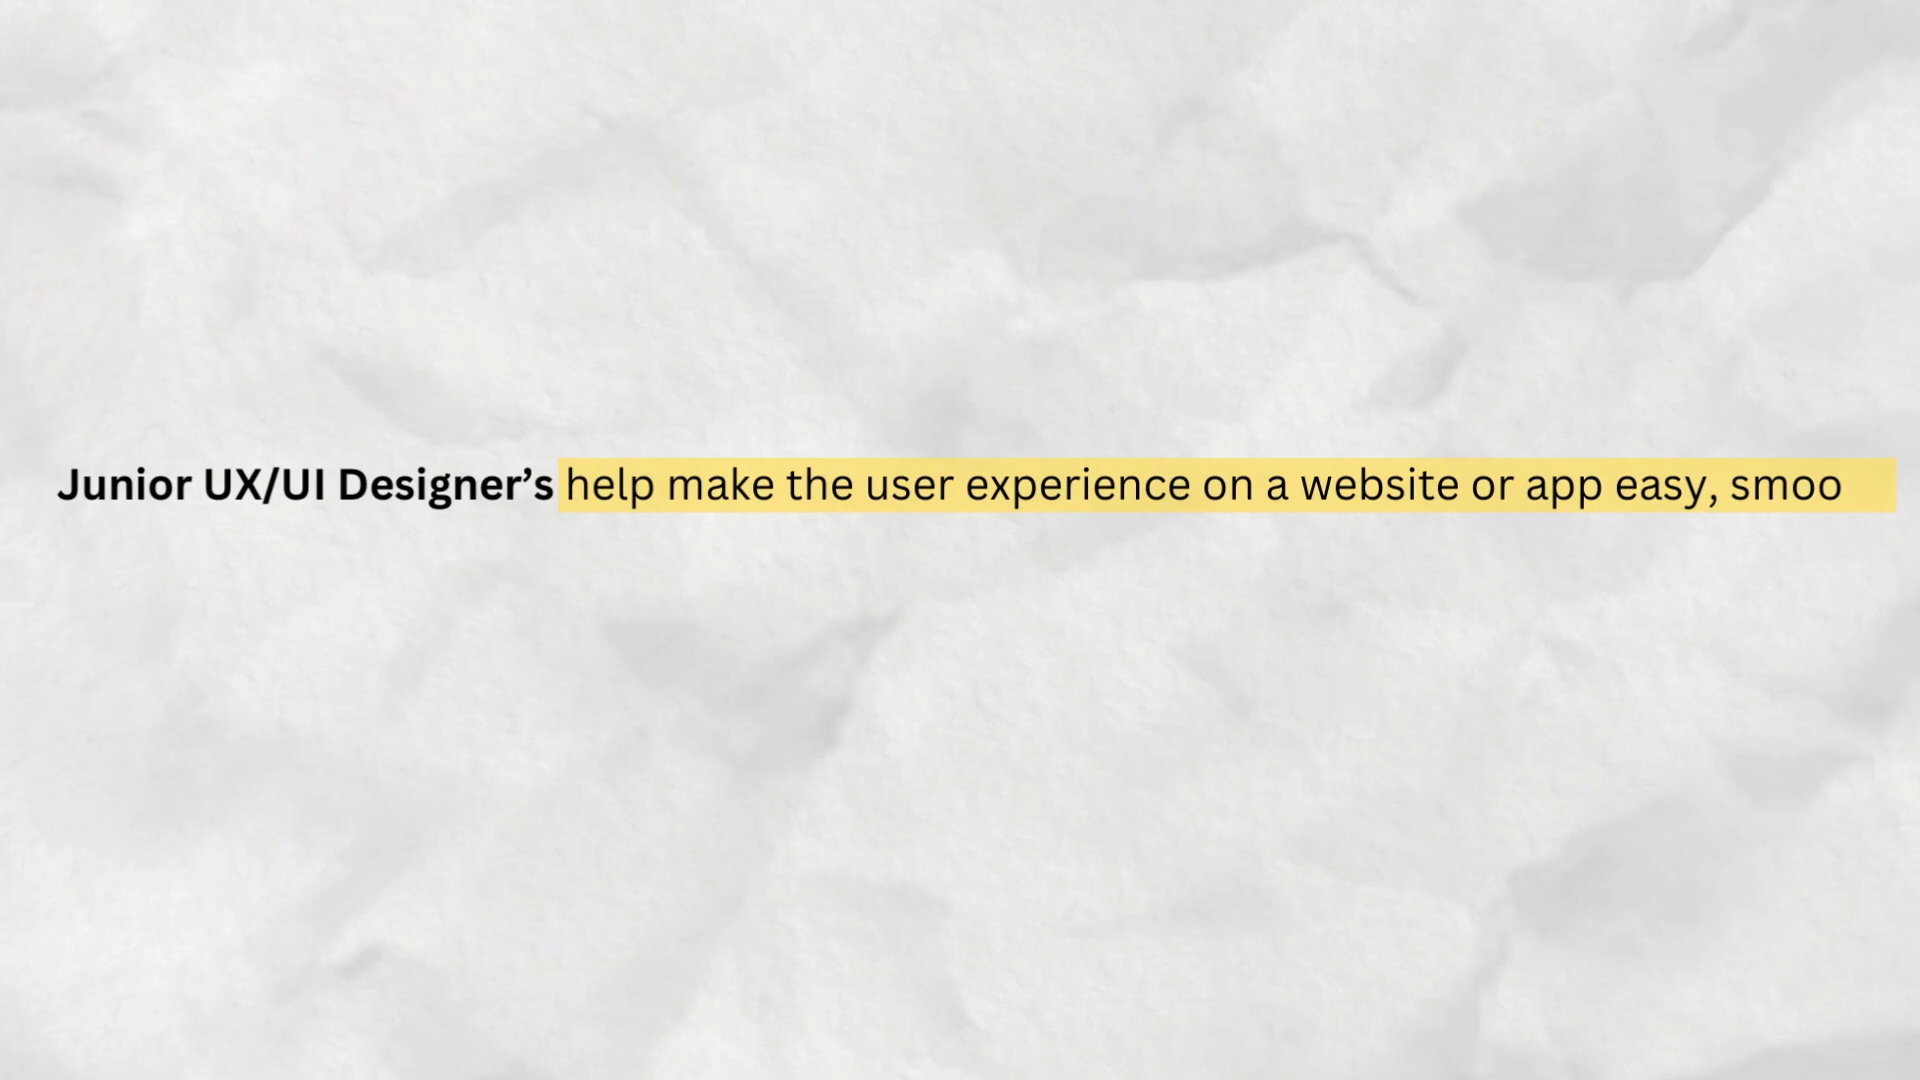 Junior UX/UI Designer’s help make the user experience on a website or app easy, smoo